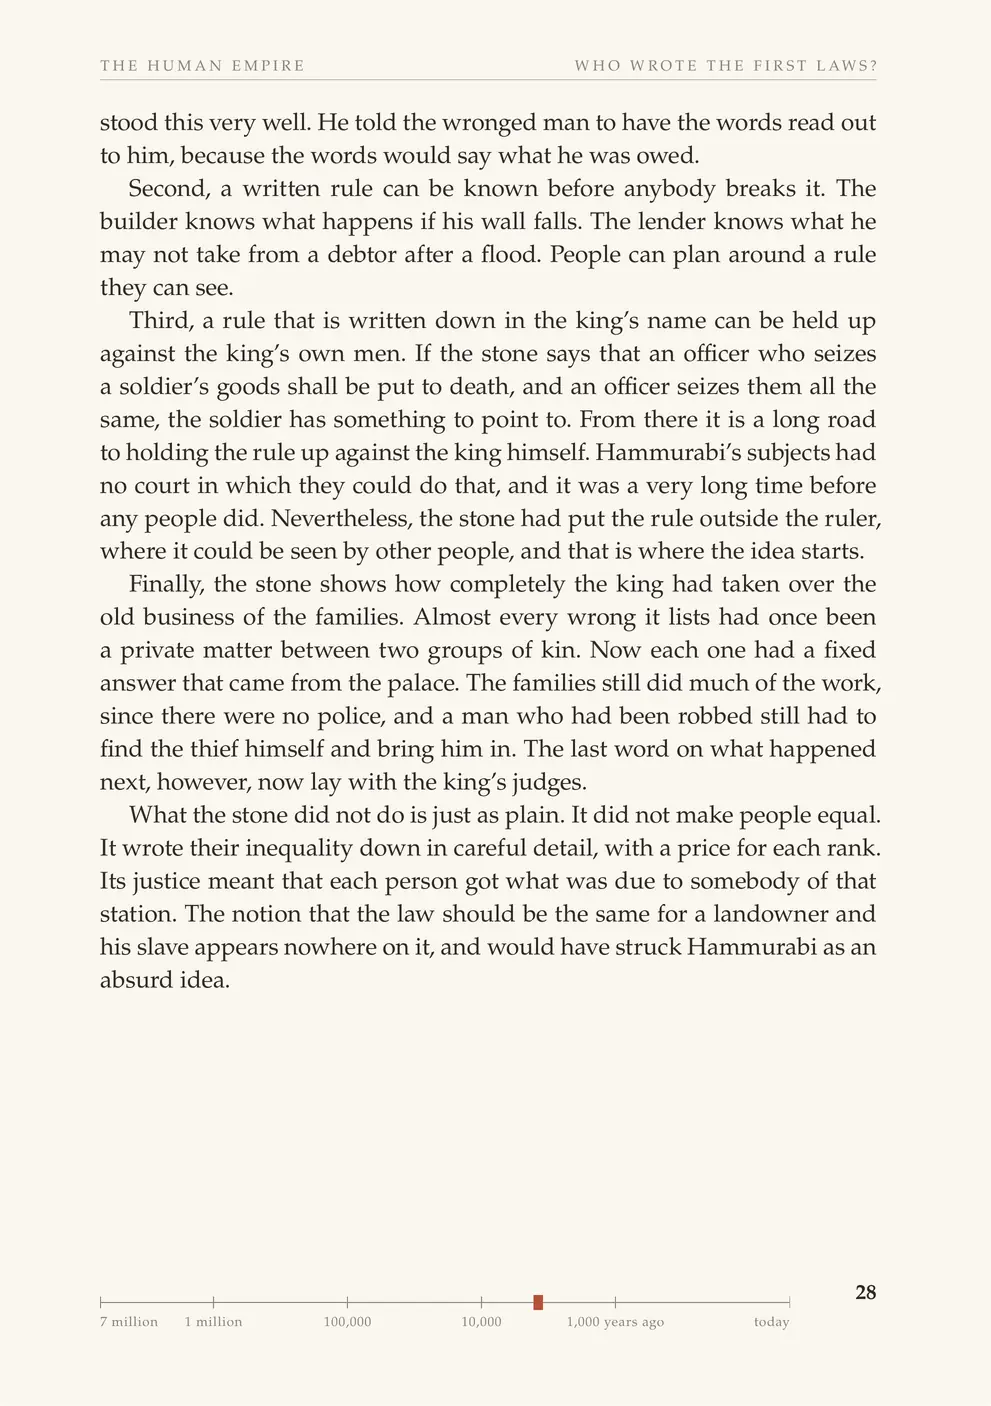 THE HUMAN EMPIRE
WHO WROTE THE FIRST LAWS?
stood this very well. He told the wronged man to have the words read out
to him, because the words would say what he was owed.
Second, a written rule can be known before anybody breaks it. The
builder knows what happens if his wall falls. The lender knows what he
may not take from a debtor after a flood. People can plan around a rule
they can see.
Third, a rule that is written down in the king’s name can be held up
against the king’s own men. If the stone says that an officer who seizes
a soldier’s goods shall be put to death, and an officer seizes them all the
same, the soldier has something to point to. From there it is a long road
to holding the rule up against the king himself. Hammurabi’s subjects had
no court in which they could do that, and it was a very long time before
any people did. Nevertheless, the stone had put the rule outside the ruler,
where it could be seen by other people, and that is where the idea starts.
Finally, the stone shows how completely the king had taken over the
old business of the families. Almost every wrong it lists had once been
a private matter between two groups of kin. Now each one had a fixed
answer that came from the palace. The families still did much of the work,
since there were no police, and a man who had been robbed still had to
find the thief himself and bring him in. The last word on what happened
next, however, now lay with the king’s judges.
What the stone did not do is just as plain. It did not make people equal.
It wrote their inequality down in careful detail, with a price for each rank.
Its justice meant that each person got what was due to somebody of that
station. The notion that the law should be the same for a landowner and
his slave appears nowhere on it, and would have struck Hammurabi as an
absurd idea.
28
7 million 1 million 100,000 10,000 1,000 years ago today